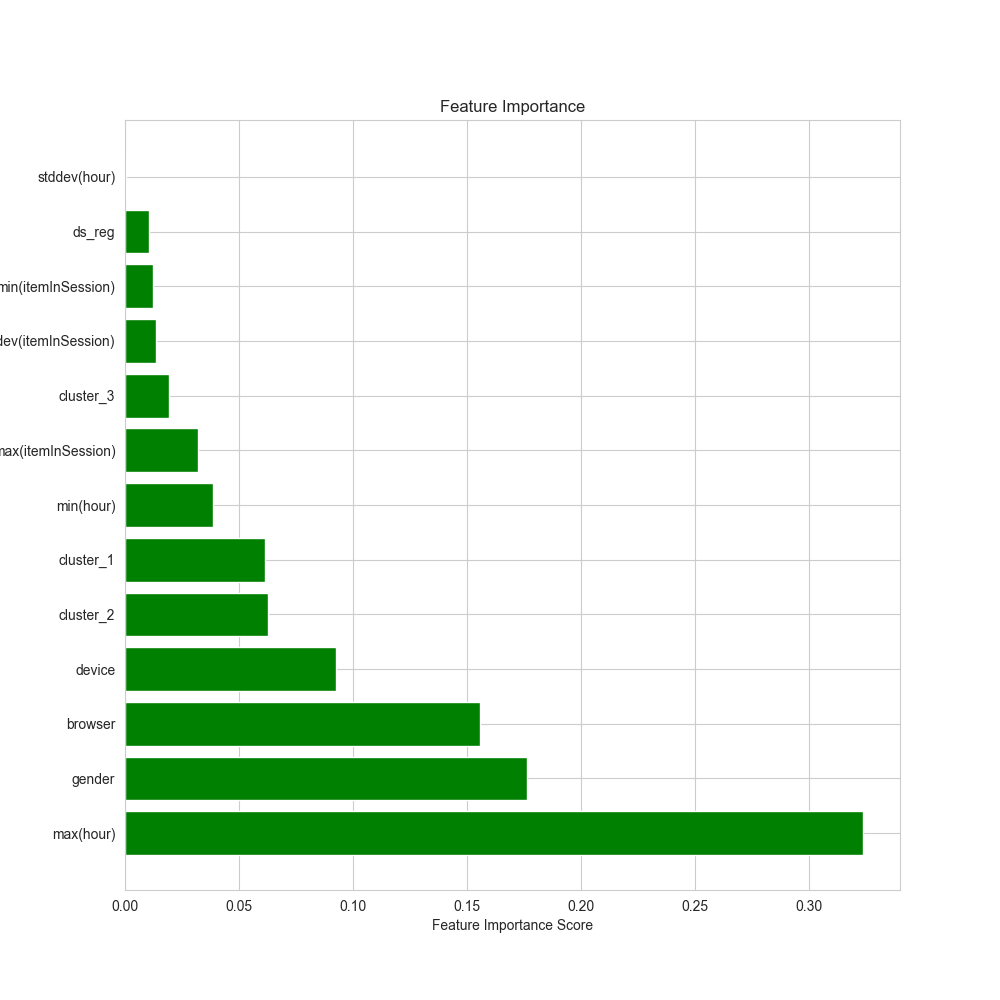 Feature Importance
stddev(hour)
ds_reg
min(itemInSession)
dev(itemInSession)
cluster_3
max(itemInSession)
min(hour)
cluster_1
cluster_2
device
browser
gender
max(hour)
0.00 0.05 0.10 0.15 0.20 0.25 0.30
Feature Importance Score